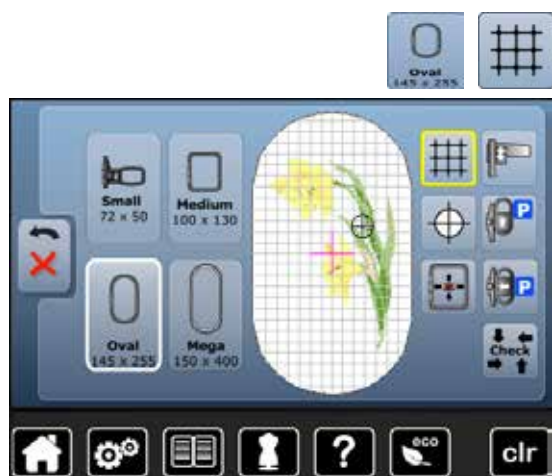 Oval
145 x 255
Small
72 x 50
Medium
100 x 130
P
Oval
145 x 255
Mega
150 x 400
P
Check
?
eco
clr